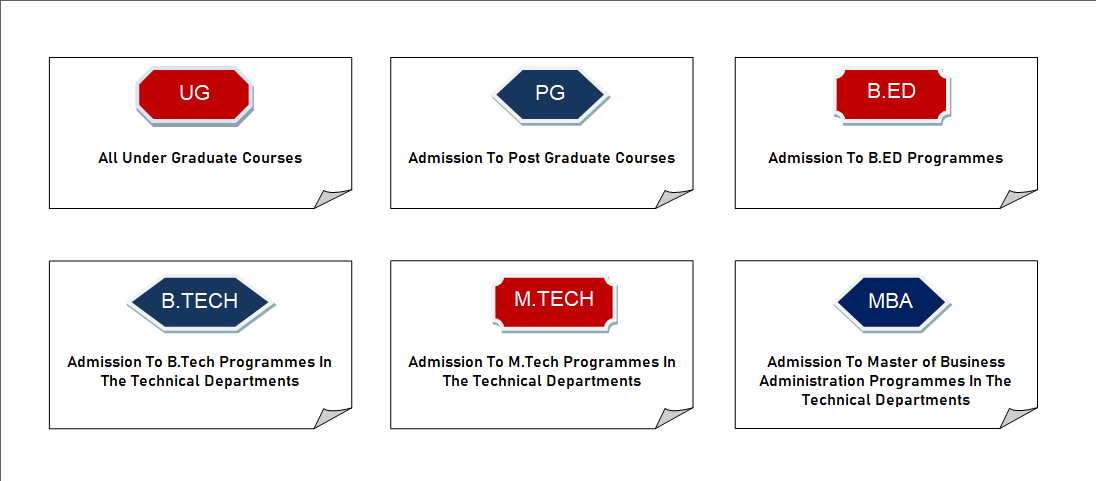 UG
All Under Graduate Courses
PG
Admission To Post Graduate Courses
B.ED
Admission To B.ED Programmes
B.TECH
Admission To B.Tech Programmes In
The Technical Departments
M.TECH
Admission To M.Tech Programmes In
The Technical Departments
MBA
Admission To Master of Business
Administration Programmes In The
Technical Departments